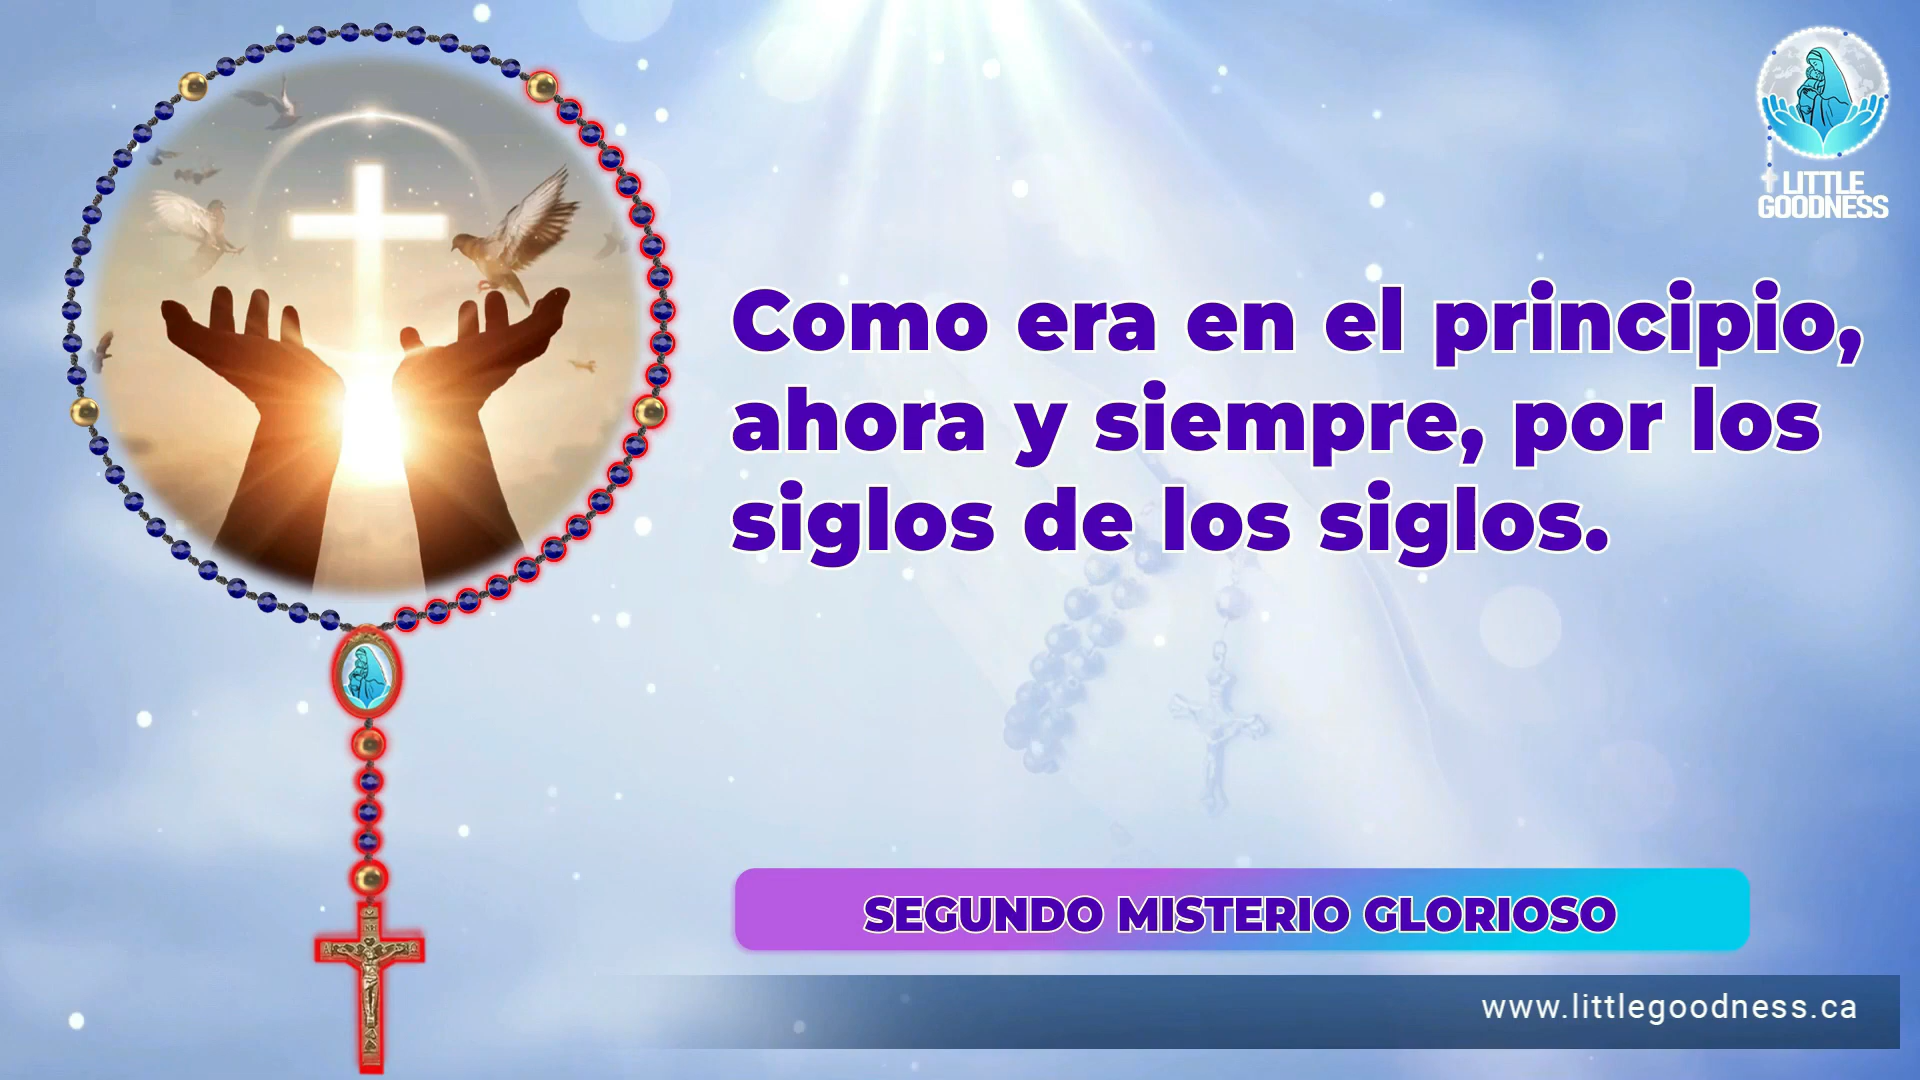 LITTLE
GOODNESS
Como era en el principio,
ahora y siempre, por los
siglos de los siglos.
SEGUNDO MISTERIO GLORIOSO
www.littlegoodness.ca